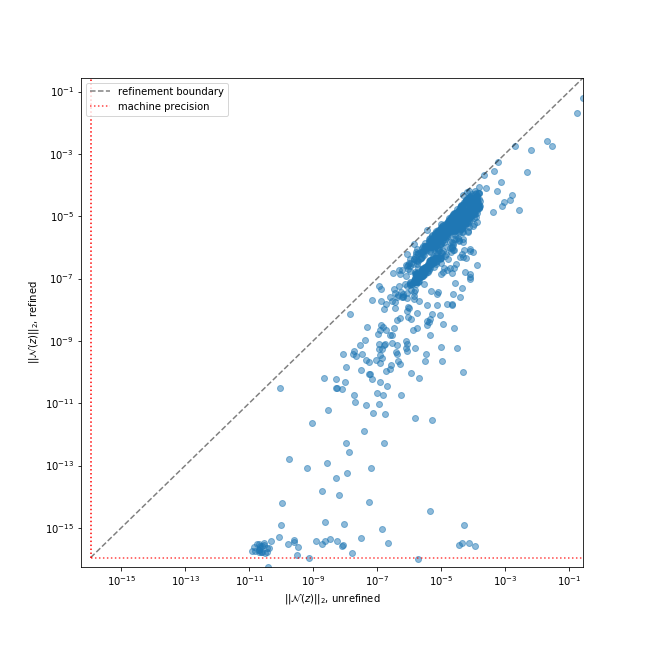 refinement boundary
machine precision
10⁻¹
10⁻³
10⁻⁵
10⁻⁷
10⁻⁹
10⁻¹¹
10⁻¹³
10⁻¹⁵
||𝒩(z)||₂, refined
10⁻¹⁵ 10⁻¹³ 10⁻¹¹ 10⁻⁹ 10⁻⁷ 10⁻⁵ 10⁻³ 10⁻¹
||𝒩(z)||₂, unrefined